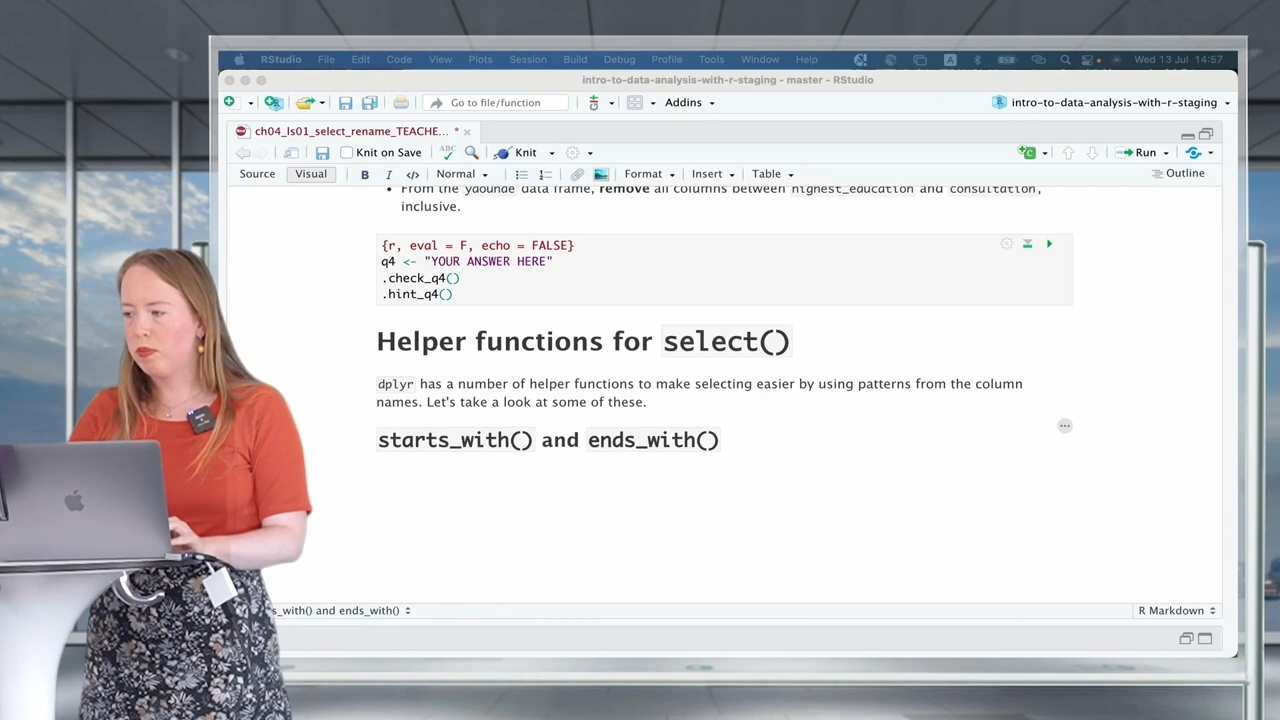 RStudio File Edit Code View Plots Session Build Debug Profile Tools Window Help A Wed 13 Jul 14:57
intro-to-data-analysis-with-r-staging - master - RStudio
Go to file/function Addins intro-to-data-analysis-with-r-staging
ch04_ls01_select_rename_TEACHE... *
Knit on Save ABC Knit Run
Source Visual B I Normal Format Insert Table Outline
From the yaounde data frame, remove all columns between highest_education and consultation,
inclusive.
{r, eval = F, echo = FALSE}
q4 <- "YOUR ANSWER HERE"
.check_q4()
.hint_q4()
Helper functions for select()
dplyr has a number of helper functions to make selecting easier by using patterns from the column
names. Let's take a look at some of these.
starts_with() and ends_with()
s_with() and ends_with() R Markdown